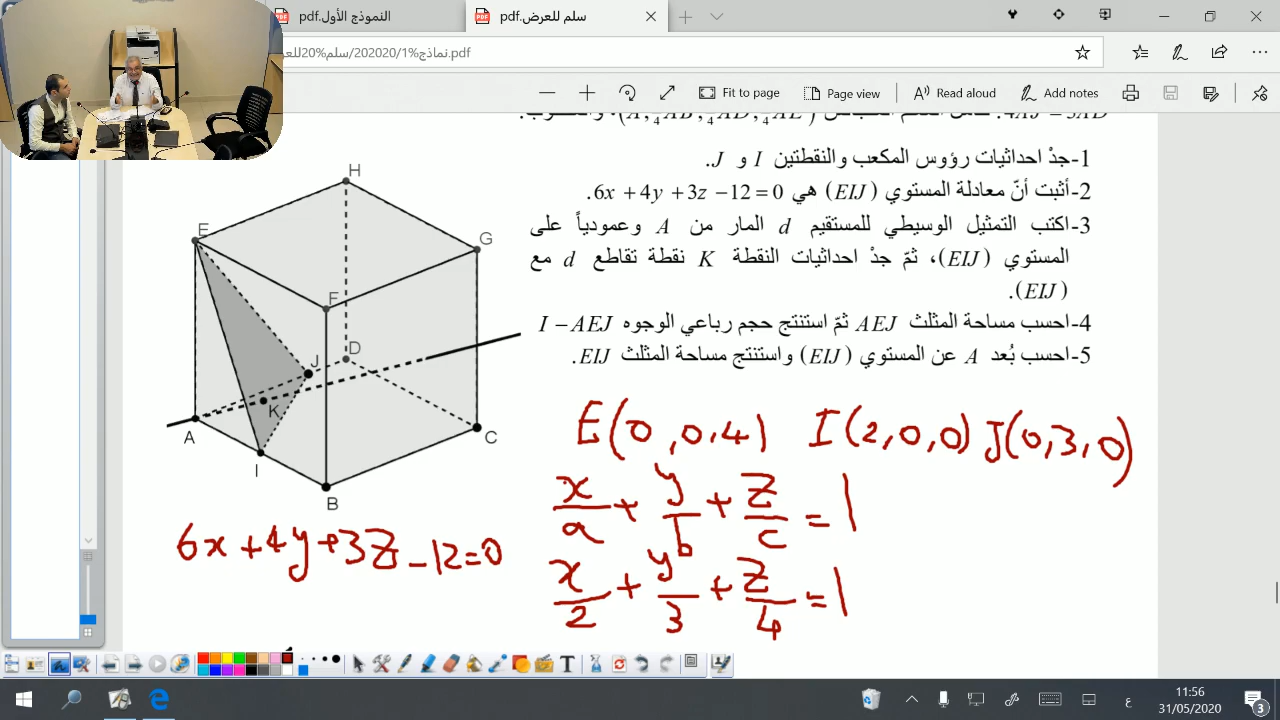 النموذج الأول.pdf
سلم للعرض.pdf
نماذج%202020/1/سلم%20للع.pdf
Fit to page
Page view
Read aloud
Add notes
1-جدْ احداثيات رؤوس المكعب والنقطتين I و J.
2-أثبت أنّ معادلة المستوي (EIJ) هي 6x + 4y + 3z − 12 = 0.
3-اكتب التمثيل الوسيطي للمستقيم d المار من A وعمودياً على
المستوي (EIJ)، ثمّ جدْ احداثيات النقطة K نقطة تقاطع d مع
(EIJ).
4-احسب مساحة المثلث AEJ ثمّ استنتج حجم رباعي الوجوه I − AEJ
5-احسب بُعد A عن المستوي (EIJ) واستنتج مساحة المثلث EIJ.
H
E
G
F
J
D
K
A
C
I
B
E(0,0,4) I(2,0,0) J(0,3,0)
x/a + y/b + z/c = 1
6x+4y+3z-12=0
x/2 + y/3 + z/4 = 1
T
ع
11:56
31/05/2020
3